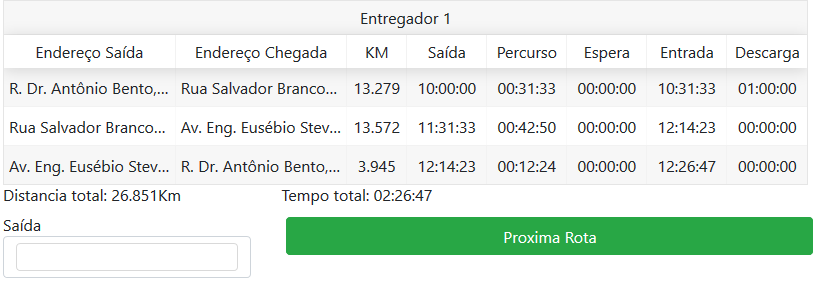 Entregador 1
Endereço Saída Endereço Chegada KM Saída Percurso Espera Entrada Descarga
R. Dr. Antônio Bento,... Rua Salvador Branco... 13.279 10:00:00 00:31:33 00:00:00 10:31:33 01:00:00
Rua Salvador Branco... Av. Eng. Eusébio Stev... 13.572 11:31:33 00:42:50 00:00:00 12:14:23 00:00:00
Av. Eng. Eusébio Stev... R. Dr. Antônio Bento,... 3.945 12:14:23 00:12:24 00:00:00 12:26:47 00:00:00
Distancia total: 26.851Km Tempo total: 02:26:47
Saída
Proxima Rota